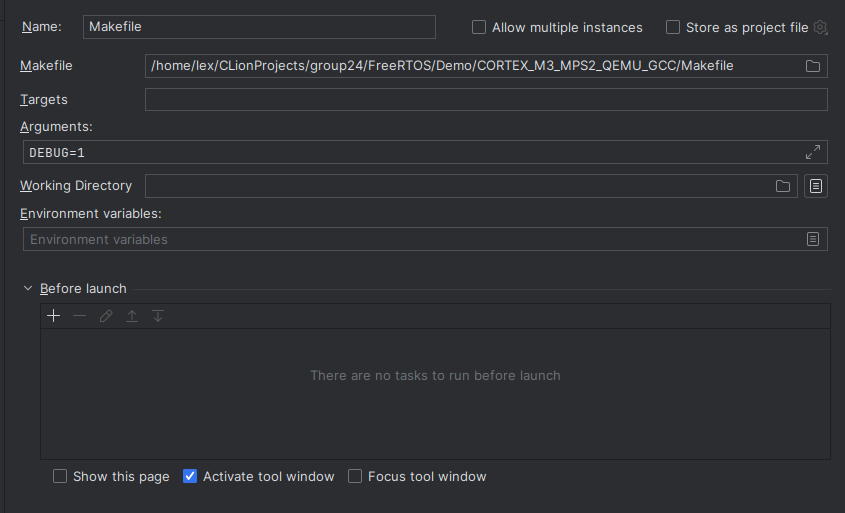 Name: Makefile Allow multiple instances Store as project file
Makefile /home/lex/CLionProjects/group24/FreeRTOS/Demo/CORTEX_M3_MPS2_QEMU_GCC/Makefile
Targets
Arguments:
DEBUG=1
Working Directory
Environment variables:
Environment variables
Before launch
There are no tasks to run before launch
Show this page Activate tool window Focus tool window